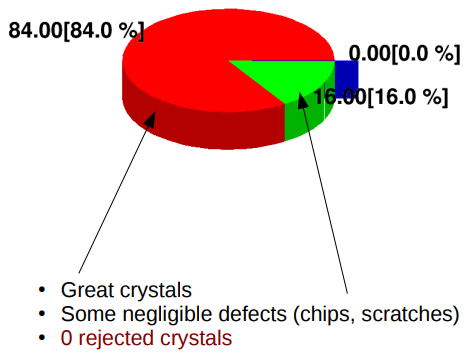 84.00[84.0 %]
0.00[0.0 %]
16.00[16.0 %]
• Great crystals
• Some negligible defects (chips, scratches)
• 0 rejected crystals